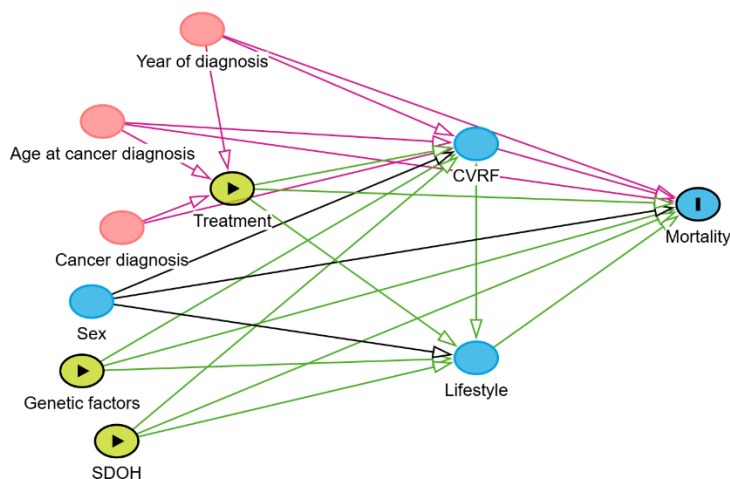 Year of diagnosis
Age at cancer diagnosis
CVRF
Treatment
Mortality
Cancer diagnosis
Sex
Lifestyle
Genetic factors
SDOH